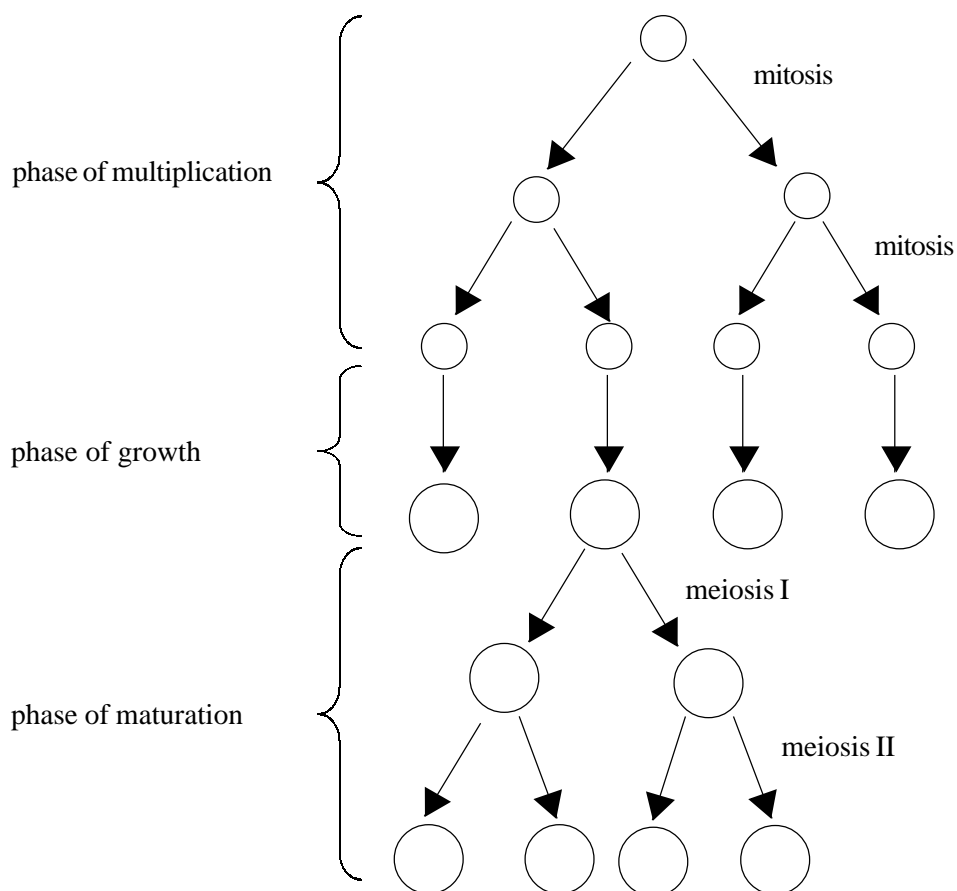 mitosis
phase of multiplication
mitosis
phase of growth
meiosis I
phase of maturation
meiosis II